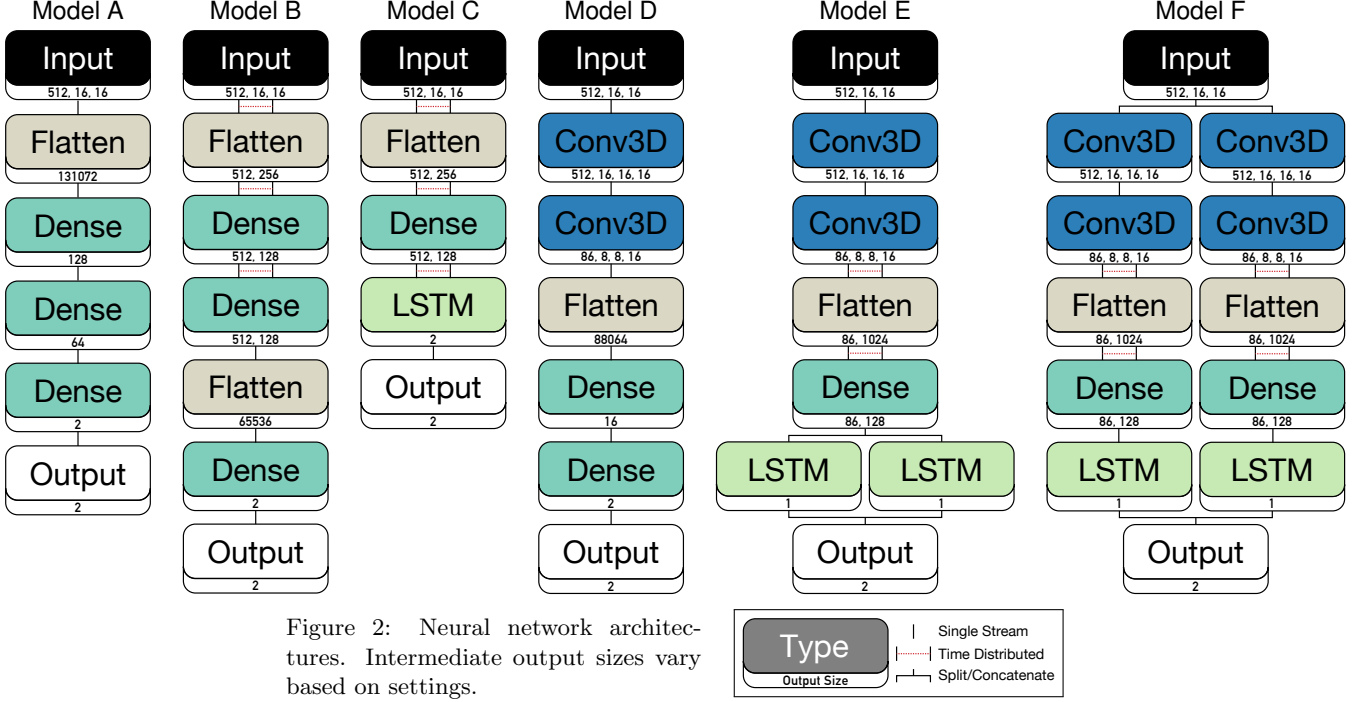 Model A
Input
512, 16, 16
Flatten
131072
Dense
128
Dense
64
Dense
2
Output
2
Model B
Input
512, 16, 16
Flatten
512, 256
Dense
512, 128
Dense
512, 128
Flatten
65536
Dense
2
Output
2
Model C
Input
512, 16, 16
Flatten
512, 256
Dense
512, 128
LSTM
2
Output
2
Model D
Input
512, 16, 16
Conv3D
512, 16, 16, 16
Conv3D
86, 8, 8, 16
Flatten
88064
Dense
16
Dense
2
Output
2
Model E
Input
512, 16, 16
Conv3D
512, 16, 16, 16
Conv3D
86, 8, 8, 16
Flatten
86, 1024
Dense
86, 128
LSTM LSTM
1 1
Output
2
Model F
Input
512, 16, 16
Conv3D Conv3D
512, 16, 16, 16 512, 16, 16, 16
Conv3D Conv3D
86, 8, 8, 16 86, 8, 8, 16
Flatten Flatten
86, 1024 86, 1024
Dense Dense
86, 128 86, 128
LSTM LSTM
1 1
Output
2
Figure 2: Neural network architec-
tures. Intermediate output sizes vary
based on settings.
Type
Output Size
Single Stream
Time Distributed
Split/Concatenate